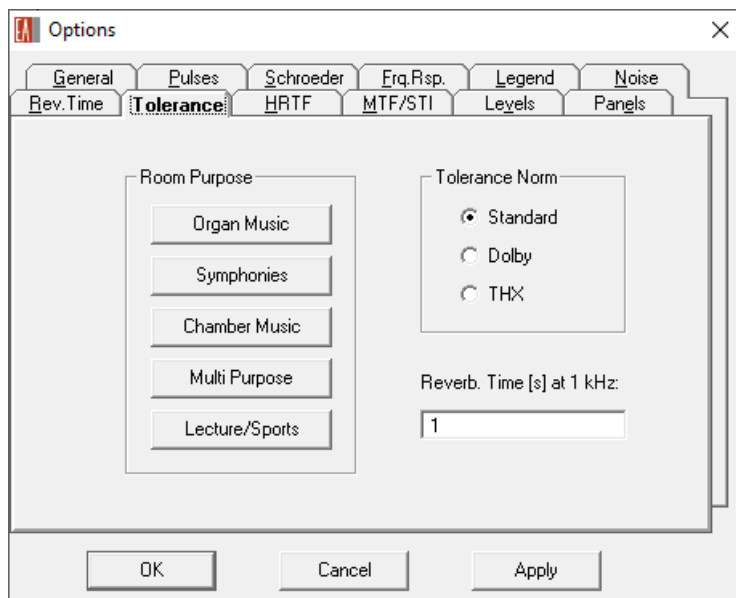 EA Options
General Pulses Schroeder Frq.Rsp. Legend Noise
Rev.Time Tolerance HRTF MTF/STI Levels Panels
Room Purpose
Organ Music
Symphonies
Chamber Music
Multi Purpose
Lecture/Sports
Tolerance Norm
Standard
Dolby
THX
Reverb. Time [s] at 1 kHz:
1
OK Cancel Apply